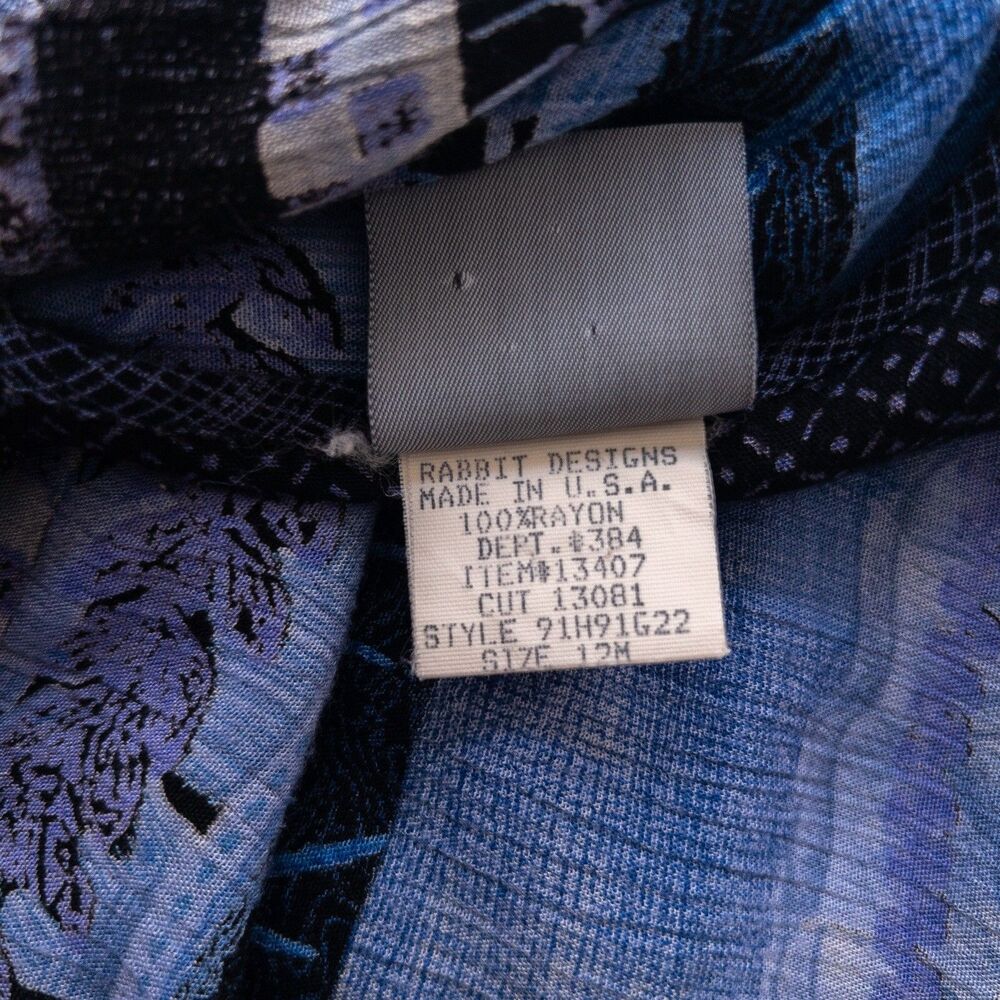 RABBIT DESIGNS
MADE IN U.S.A.
100%RAYON
DEPT.#384
ITEM#13407
CUT 13081
STYLE 91H91G22
SIZE 12M